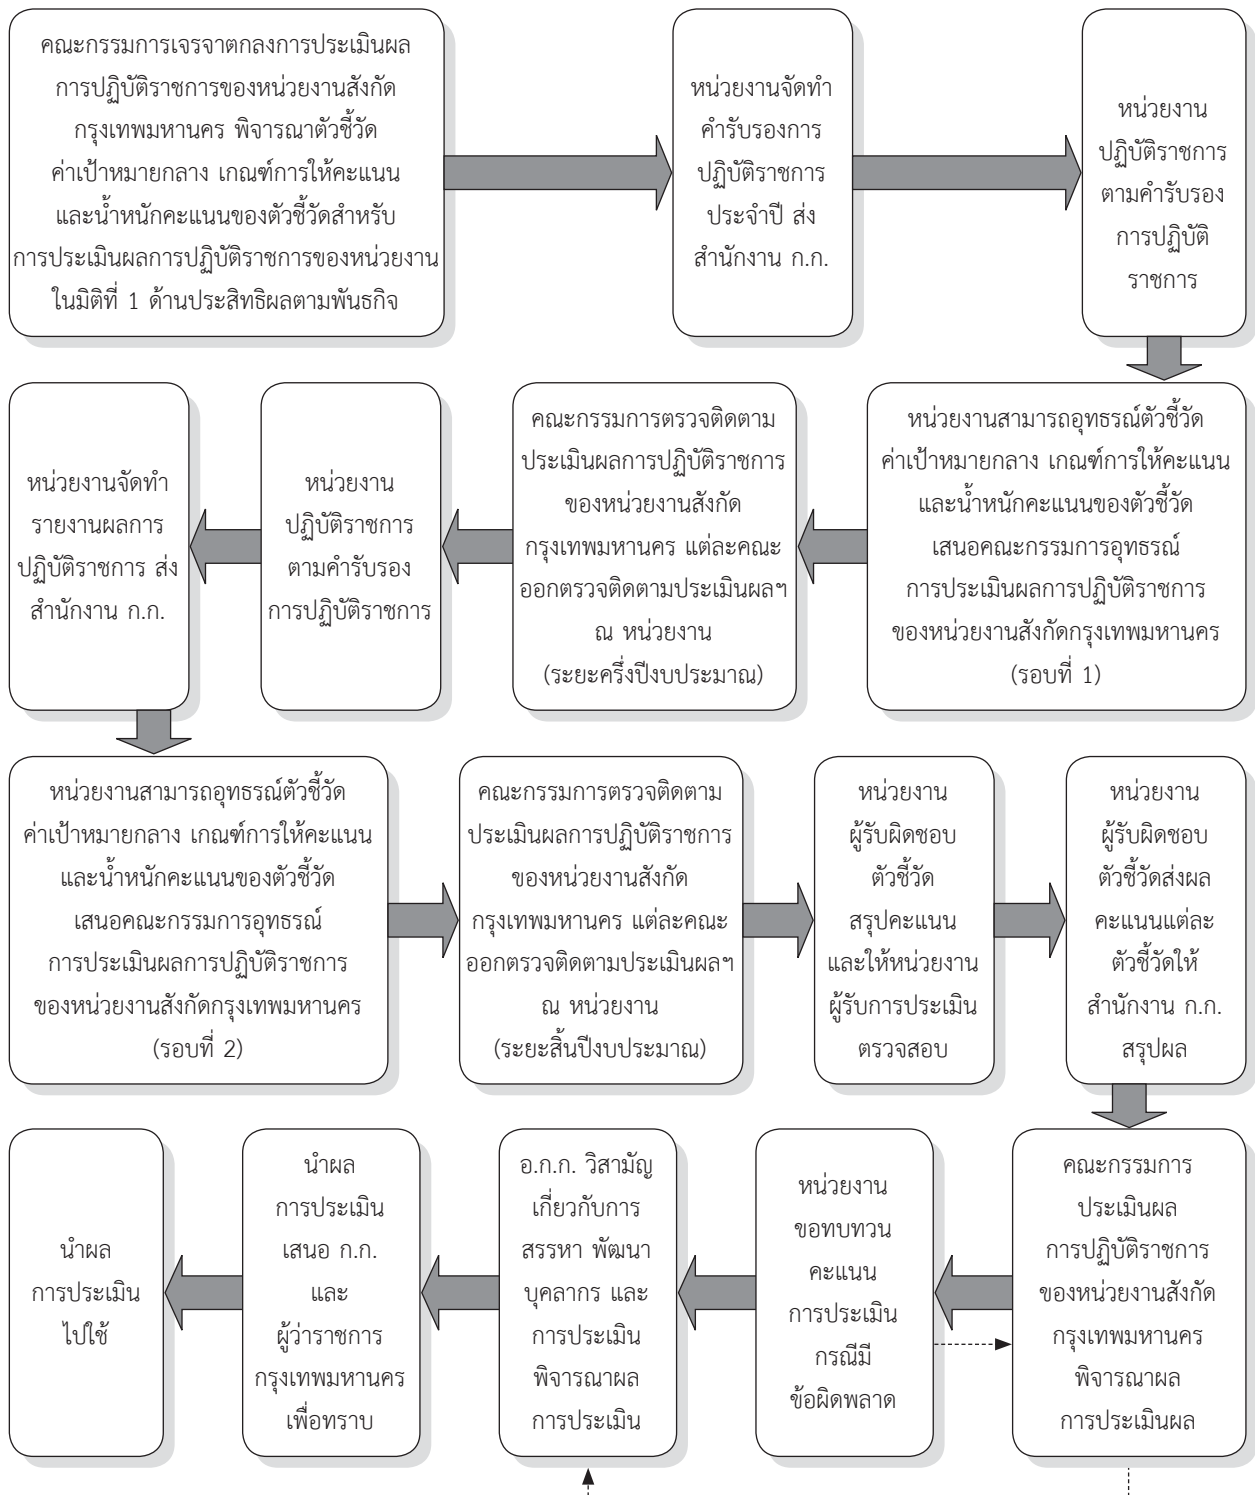 คณะกรรมการเจรจาตกลงการประเมินผล
การปฏิบัติราชการของหน่วยงานสังกัด
กรุงเทพมหานคร พิจารณาตัวชี้วัด
ค่าเป้าหมายกลาง เกณฑ์การให้คะแนน
และน้ำหนักคะแนนของตัวชี้วัดสำหรับ
การประเมินผลการปฏิบัติราชการของหน่วยงาน
ในมิติที่ 1 ด้านประสิทธิผลตามพันธกิจ
หน่วยงานจัดทำ
คำรับรองการ
ปฏิบัติราชการ
ประจำปี ส่ง
สำนักงาน ก.ก.
หน่วยงาน
ปฏิบัติราชการ
ตามคำรับรอง
การปฏิบัติ
ราชการ
หน่วยงานสามารถอุทธรณ์ตัวชี้วัด
ค่าเป้าหมายกลาง เกณฑ์การให้คะแนน
และน้ำหนักคะแนนของตัวชี้วัด
เสนอคณะกรรมการอุทธรณ์
การประเมินผลการปฏิบัติราชการ
ของหน่วยงานสังกัดกรุงเทพมหานคร
(รอบที่ 1)
คณะกรรมการตรวจติดตาม
ประเมินผลการปฏิบัติราชการ
ของหน่วยงานสังกัด
กรุงเทพมหานคร แต่ละคณะ
ออกตรวจติดตามประเมินผลฯ
ณ หน่วยงาน
(ระยะครึ่งปีงบประมาณ)
หน่วยงาน
ปฏิบัติราชการ
ตามคำรับรอง
การปฏิบัติราชการ
หน่วยงานจัดทำ
รายงานผลการ
ปฏิบัติราชการ ส่ง
สำนักงาน ก.ก.
หน่วยงานสามารถอุทธรณ์ตัวชี้วัด
ค่าเป้าหมายกลาง เกณฑ์การให้คะแนน
และน้ำหนักคะแนนของตัวชี้วัด
เสนอคณะกรรมการอุทธรณ์
การประเมินผลการปฏิบัติราชการ
ของหน่วยงานสังกัดกรุงเทพมหานคร
(รอบที่ 2)
คณะกรรมการตรวจติดตาม
ประเมินผลการปฏิบัติราชการ
ของหน่วยงานสังกัด
กรุงเทพมหานคร แต่ละคณะ
ออกตรวจติดตามประเมินผลฯ
ณ หน่วยงาน
(ระยะสิ้นปีงบประมาณ)
หน่วยงาน
ผู้รับผิดชอบ
ตัวชี้วัด
สรุปคะแนน
และให้หน่วยงาน
ผู้รับการประเมิน
ตรวจสอบ
หน่วยงาน
ผู้รับผิดชอบ
ตัวชี้วัดส่งผล
คะแนนแต่ละ
ตัวชี้วัดให้
สำนักงาน ก.ก.
สรุปผล
คณะกรรมการ
ประเมินผล
การปฏิบัติราชการ
ของหน่วยงานสังกัด
กรุงเทพมหานคร
พิจารณาผล
การประเมินผล
หน่วยงาน
ขอทบทวน
คะแนน
การประเมิน
กรณีมี
ข้อผิดพลาด
อ.ก.ก. วิสามัญ
เกี่ยวกับการ
สรรหา พัฒนา
บุคลากร และ
การประเมิน
พิจารณาผล
การประเมิน
นำผล
การประเมิน
เสนอ ก.ก.
และ
ผู้ว่าราชการ
กรุงเทพมหานคร
เพื่อทราบ
นำผล
การประเมิน
ไปใช้